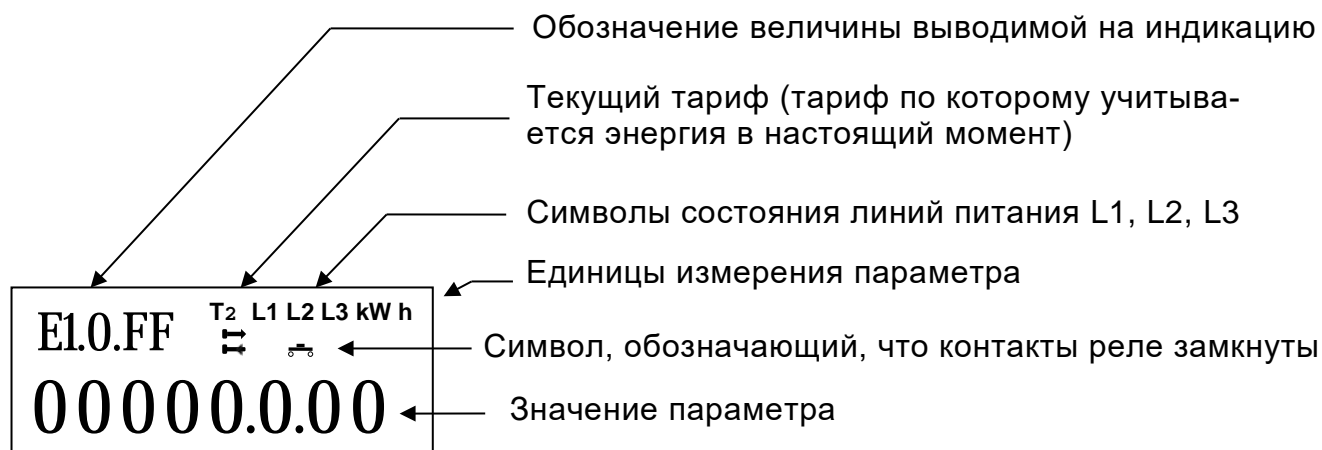 Обозначение величины выводимой на индикацию
Текущий тариф (тариф по которому учитыва-
ется энергия в настоящий момент)
Символы состояния линий питания L1, L2, L3
Единицы измерения параметра
E1.0.FF T2 L1 L2 L3 kW h
Символ, обозначающий, что контакты реле замкнуты
00000.0.00
Значение параметра